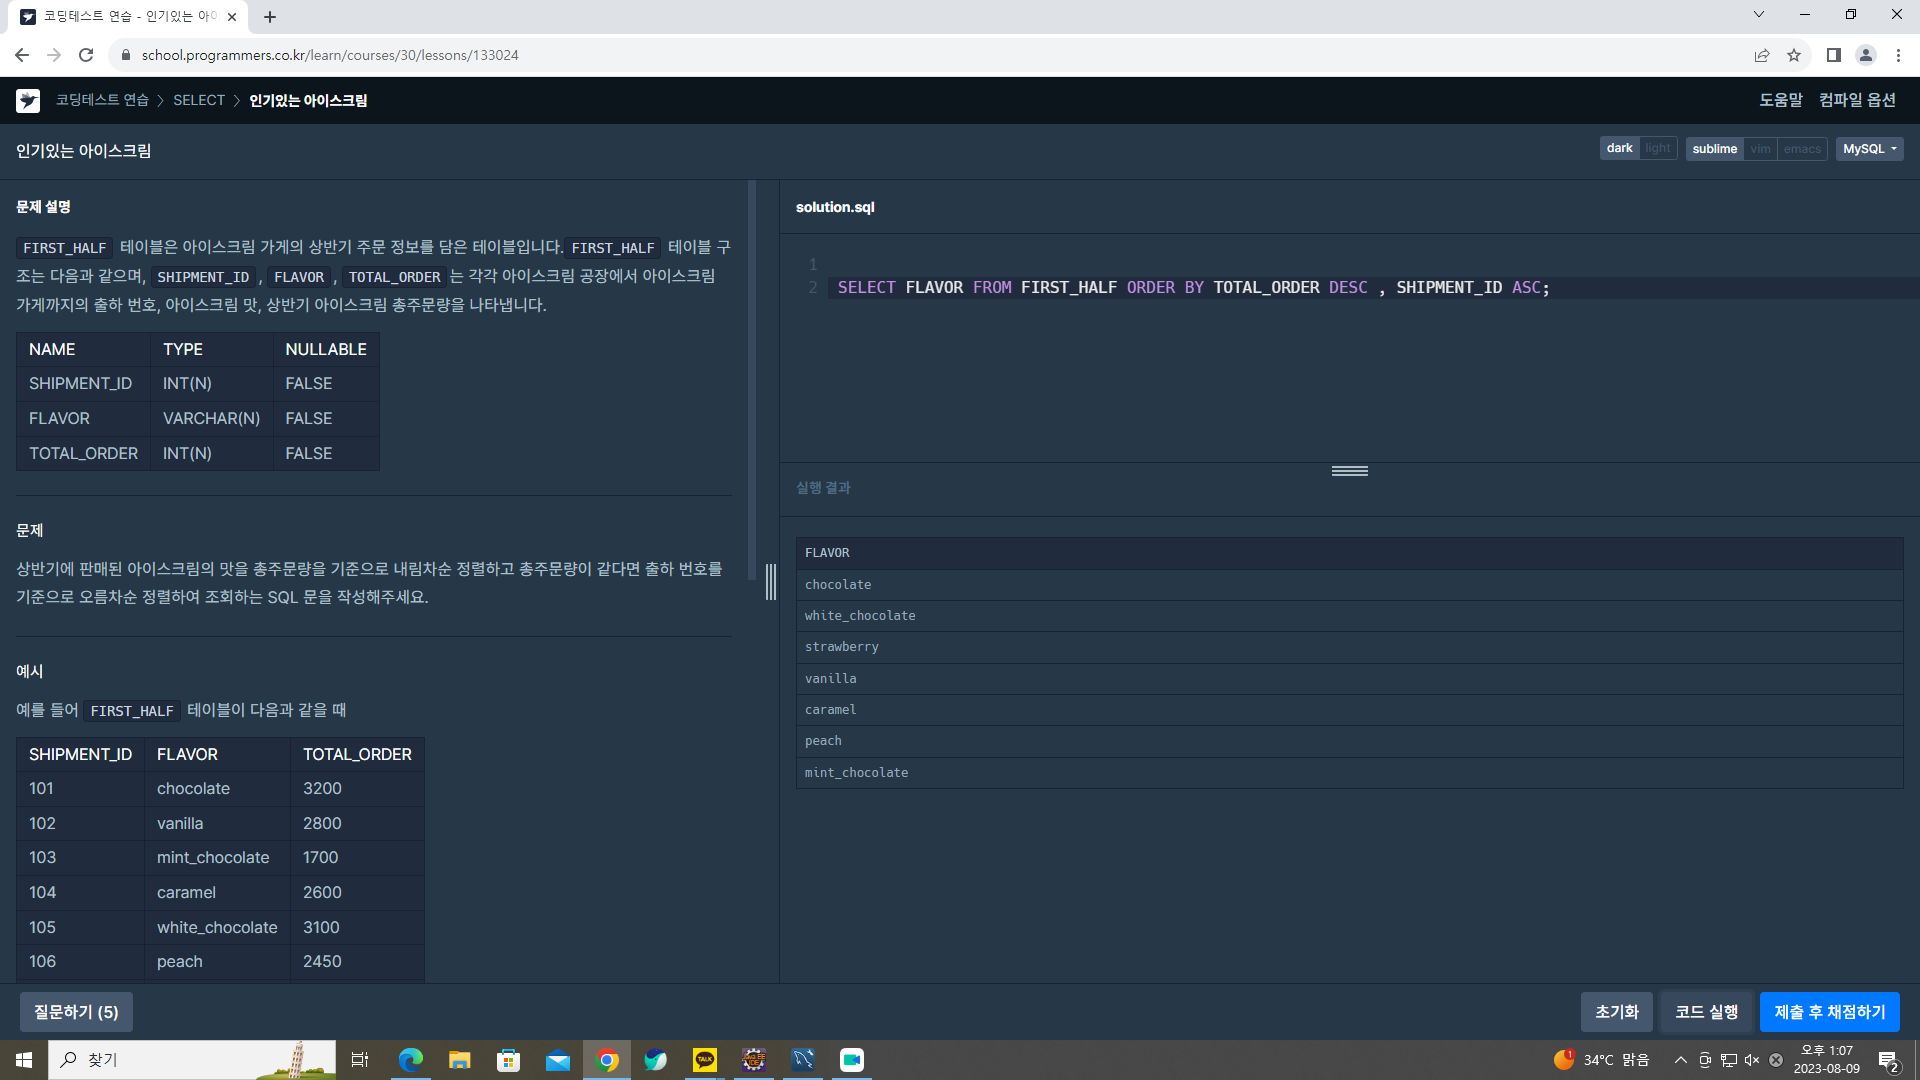 코딩테스트 연습 - 인기있는 아이
school.programmers.co.kr/learn/courses/30/lessons/133024
코딩테스트 연습 SELECT 인기있는 아이스크림 도움말 컴파일 옵션
인기있는 아이스크림 dark light sublime vim emacs MySQL
문제 설명
FIRST_HALF 테이블은 아이스크림 가게의 상반기 주문 정보를 담은 테이블입니다. FIRST_HALF 테이블 구
조는 다음과 같으며, SHIPMENT_ID , FLAVOR , TOTAL_ORDER 는 각각 아이스크림 공장에서 아이스크림
가게까지의 출하 번호, 아이스크림 맛, 상반기 아이스크림 총주문량을 나타냅니다.
NAME TYPE NULLABLE
SHIPMENT_ID INT(N) FALSE
FLAVOR VARCHAR(N) FALSE
TOTAL_ORDER INT(N) FALSE
문제
상반기에 판매된 아이스크림의 맛을 총주문량을 기준으로 내림차순 정렬하고 총주문량이 같다면 출하 번호를
기준으로 오름차순 정렬하여 조회하는 SQL 문을 작성해주세요.
예시
예를 들어 FIRST_HALF 테이블이 다음과 같을 때
SHIPMENT_ID FLAVOR TOTAL_ORDER
101 chocolate 3200
102 vanilla 2800
103 mint_chocolate 1700
104 caramel 2600
105 white_chocolate 3100
106 peach 2450
solution.sql
1
2 SELECT FLAVOR FROM FIRST_HALF ORDER BY TOTAL_ORDER DESC , SHIPMENT_ID ASC;
실행 결과
FLAVOR
chocolate
white_chocolate
strawberry
vanilla
caramel
peach
mint_chocolate
질문하기 (5) 초기화 코드 실행 제출 후 채점하기
찾기 TALK 1 34°C 맑음 오후 1:07
2023-08-09 2